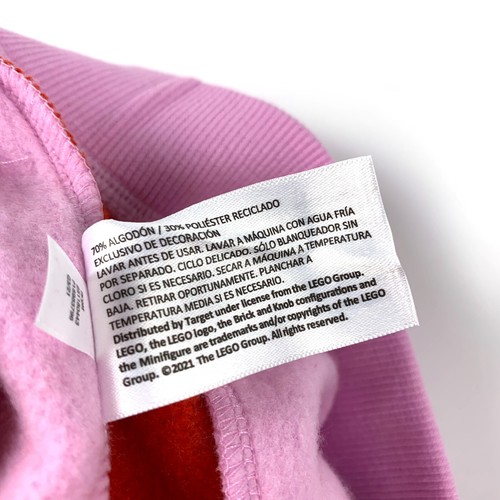 70% ALGODÓN / 30% POLIÉSTER RECICLADO
EXCLUSIVO DE DECORACIÓN
LAVAR ANTES DE USAR. LAVAR A MÁQUINA CON AGUA FRÍA
POR SEPARADO. CICLO DELICADO. SÓLO BLANQUEADOR SIN
CLORO SI ES NECESARIO. SECAR A MÁQUINA A TEMPERATURA
BAJA. RETIRAR OPORTUNAMENTE. PLANCHAR A
TEMPERATURA MEDIA SI ES NECESARIO.
Distributed by Target under license from the LEGO Group.
LEGO, the LEGO logo, the Brick and Knob configurations and
the Minifigure are trademarks and/or copyrights of the LEGO
Group. ©2021 The LEGO Group. All rights reserved.